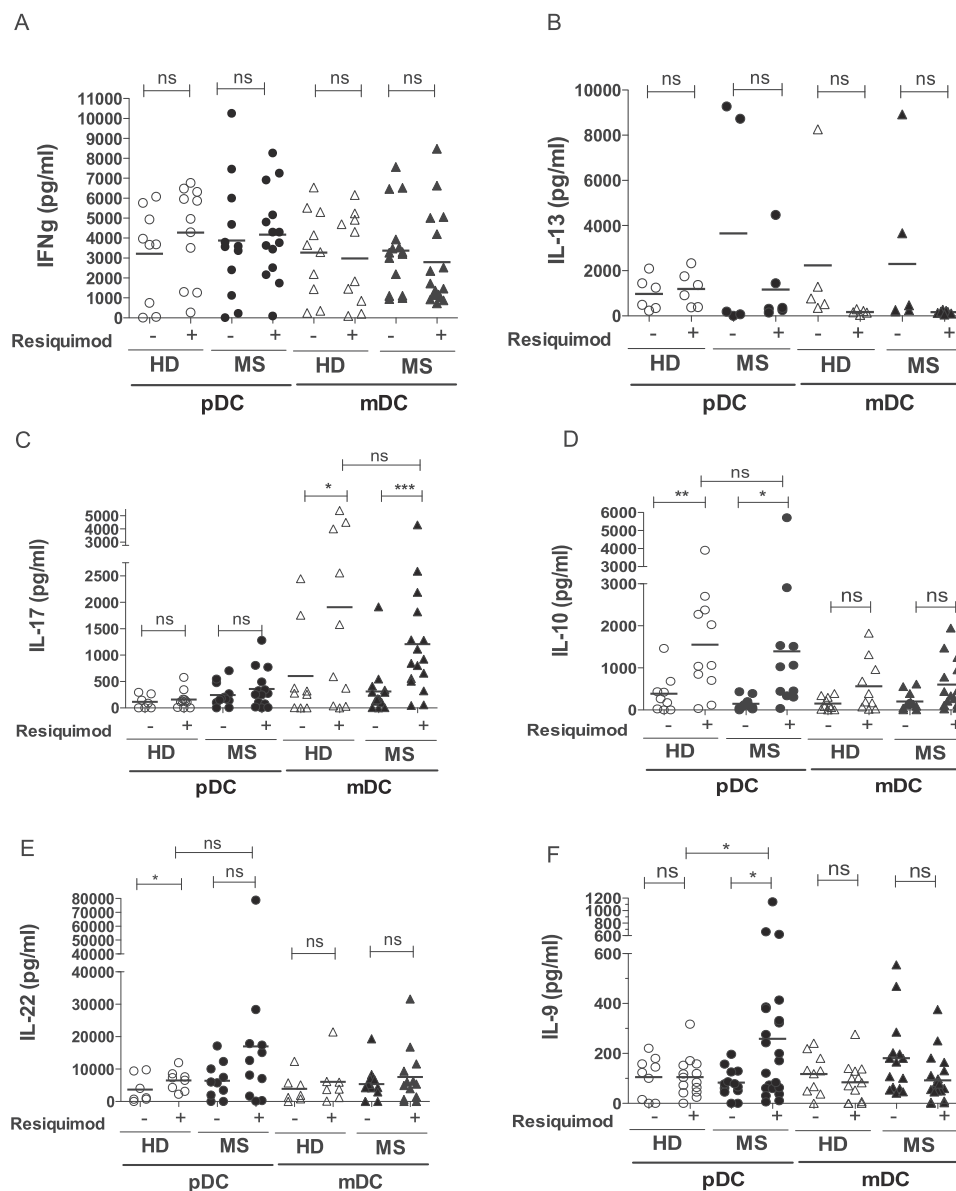 A
ns ns ns ns
IFNg (pg/ml)
11000
10000
9000
8000
7000
6000
5000
4000
3000
2000
1000
0
Resiquimod - + - + - + - +
HD MS HD MS
pDC mDC
B
ns ns ns ns
IL-13 (pg/ml)
10000
8000
6000
4000
2000
0
Resiquimod - + - + - + - +
HD MS HD MS
pDC mDC
C
ns
* ***
ns ns
IL-17 (pg/ml)
5000
4000
3000
2500
2000
1500
1000
500
0
Resiquimod - + - + - + - +
HD MS HD MS
pDC mDC
D
ns
** *
ns ns
IL-10 (pg/ml)
6000
5000
4000
3000
2000
1000
0
Resiquimod - + - + - + - +
HD MS HD MS
pDC mDC
E
ns
* ns
ns ns
IL-22 (pg/ml)
80000
70000
60000
50000
40000
30000
20000
10000
0
Resiquimod - + - + - + - +
HD MS HD MS
pDC mDC
F
*
ns * ns ns
IL-9 (pg/ml)
1200
1000
800
600
400
200
0
Resiquimod - + - + - + - +
HD MS HD MS
pDC mDC